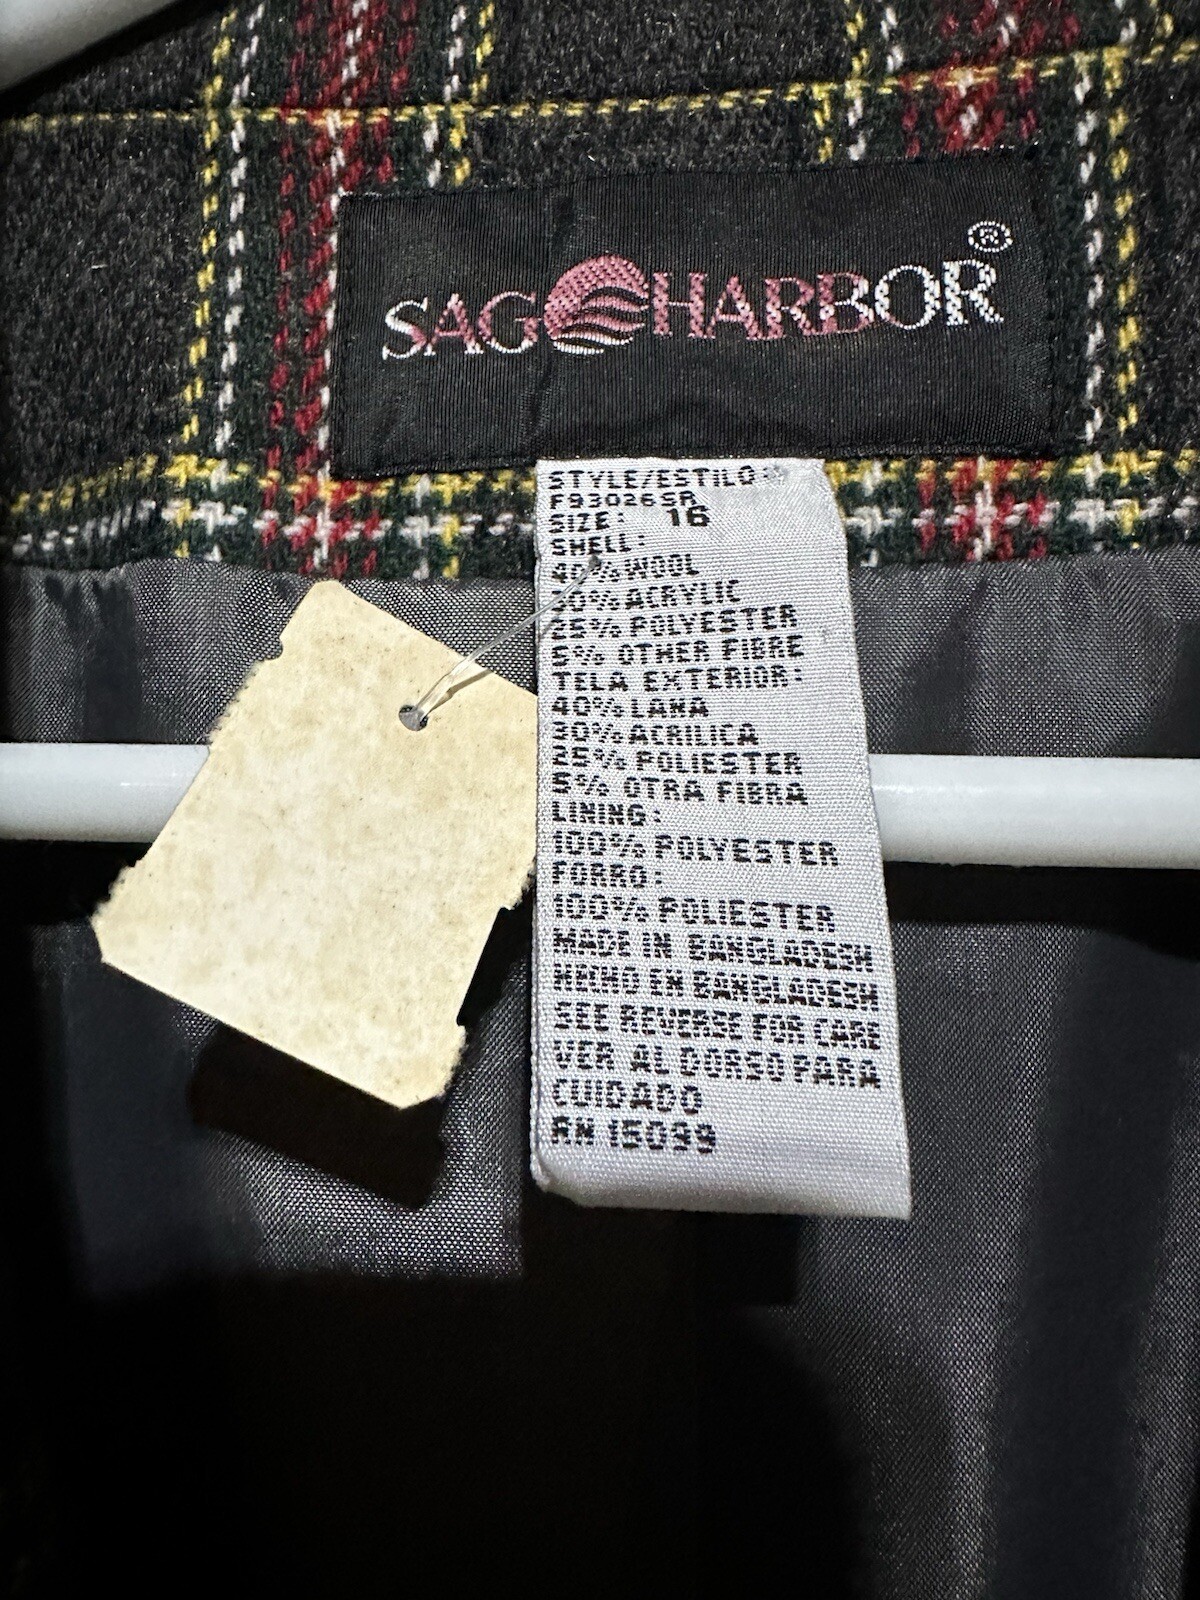 SAG HARBOR®
STYLE/ESTILO#
F93026SR
SIZE: 16
SHELL:
40% WOOL
30% ACRYLIC
25% POLYESTER
5% OTHER FIBRE
TELA EXTERIOR:
40% LANA
30% ACRILICA
25% POLIESTER
5% OTRA FIBRA
LINING:
100% POLYESTER
FORRO:
100% POLIESTER
MADE IN BANGLADESH
HECHO EN BANGLADESH
SEE REVERSE FOR CARE
VER AL DORSO PARA
CUIDADO
RN 15099